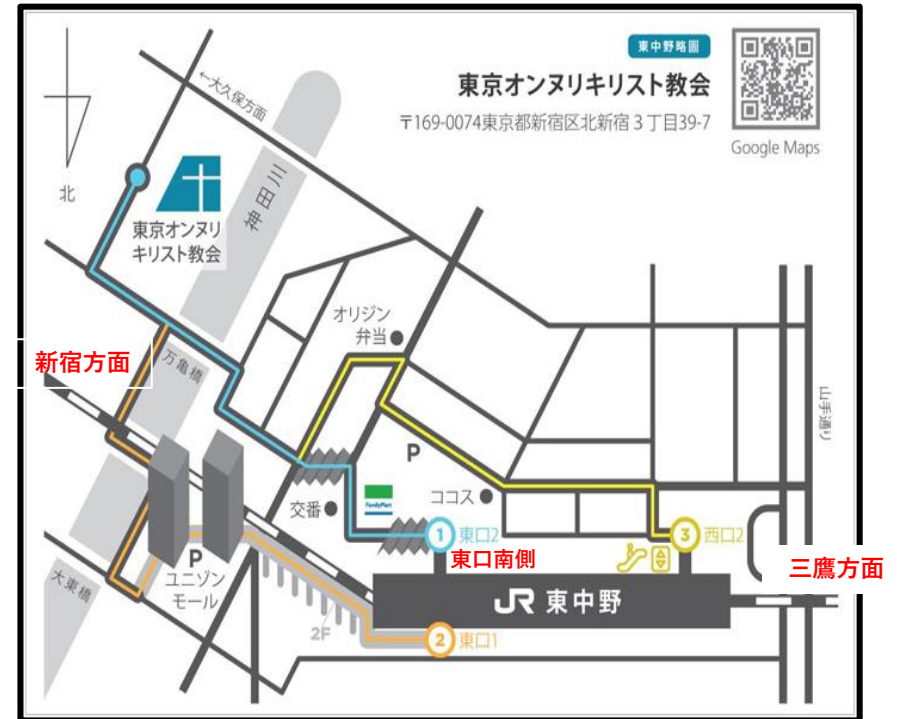 東中野略圖
東京オンヌリキリスト教会
〒169-0074東京都新宿区北新宿3丁目39-7
Google Maps
←大久保方面
北
神田川
東京オンヌリ
キリスト教会
オリジン
弁当
新宿方面
万亀橋
山手通り
P
交番
FamilyMart
ココス
1 東口2
3 西口2
東口南側
三鷹方面
P
ユニゾン
モール
大東橋
JR 東中野
2F
2 東口1